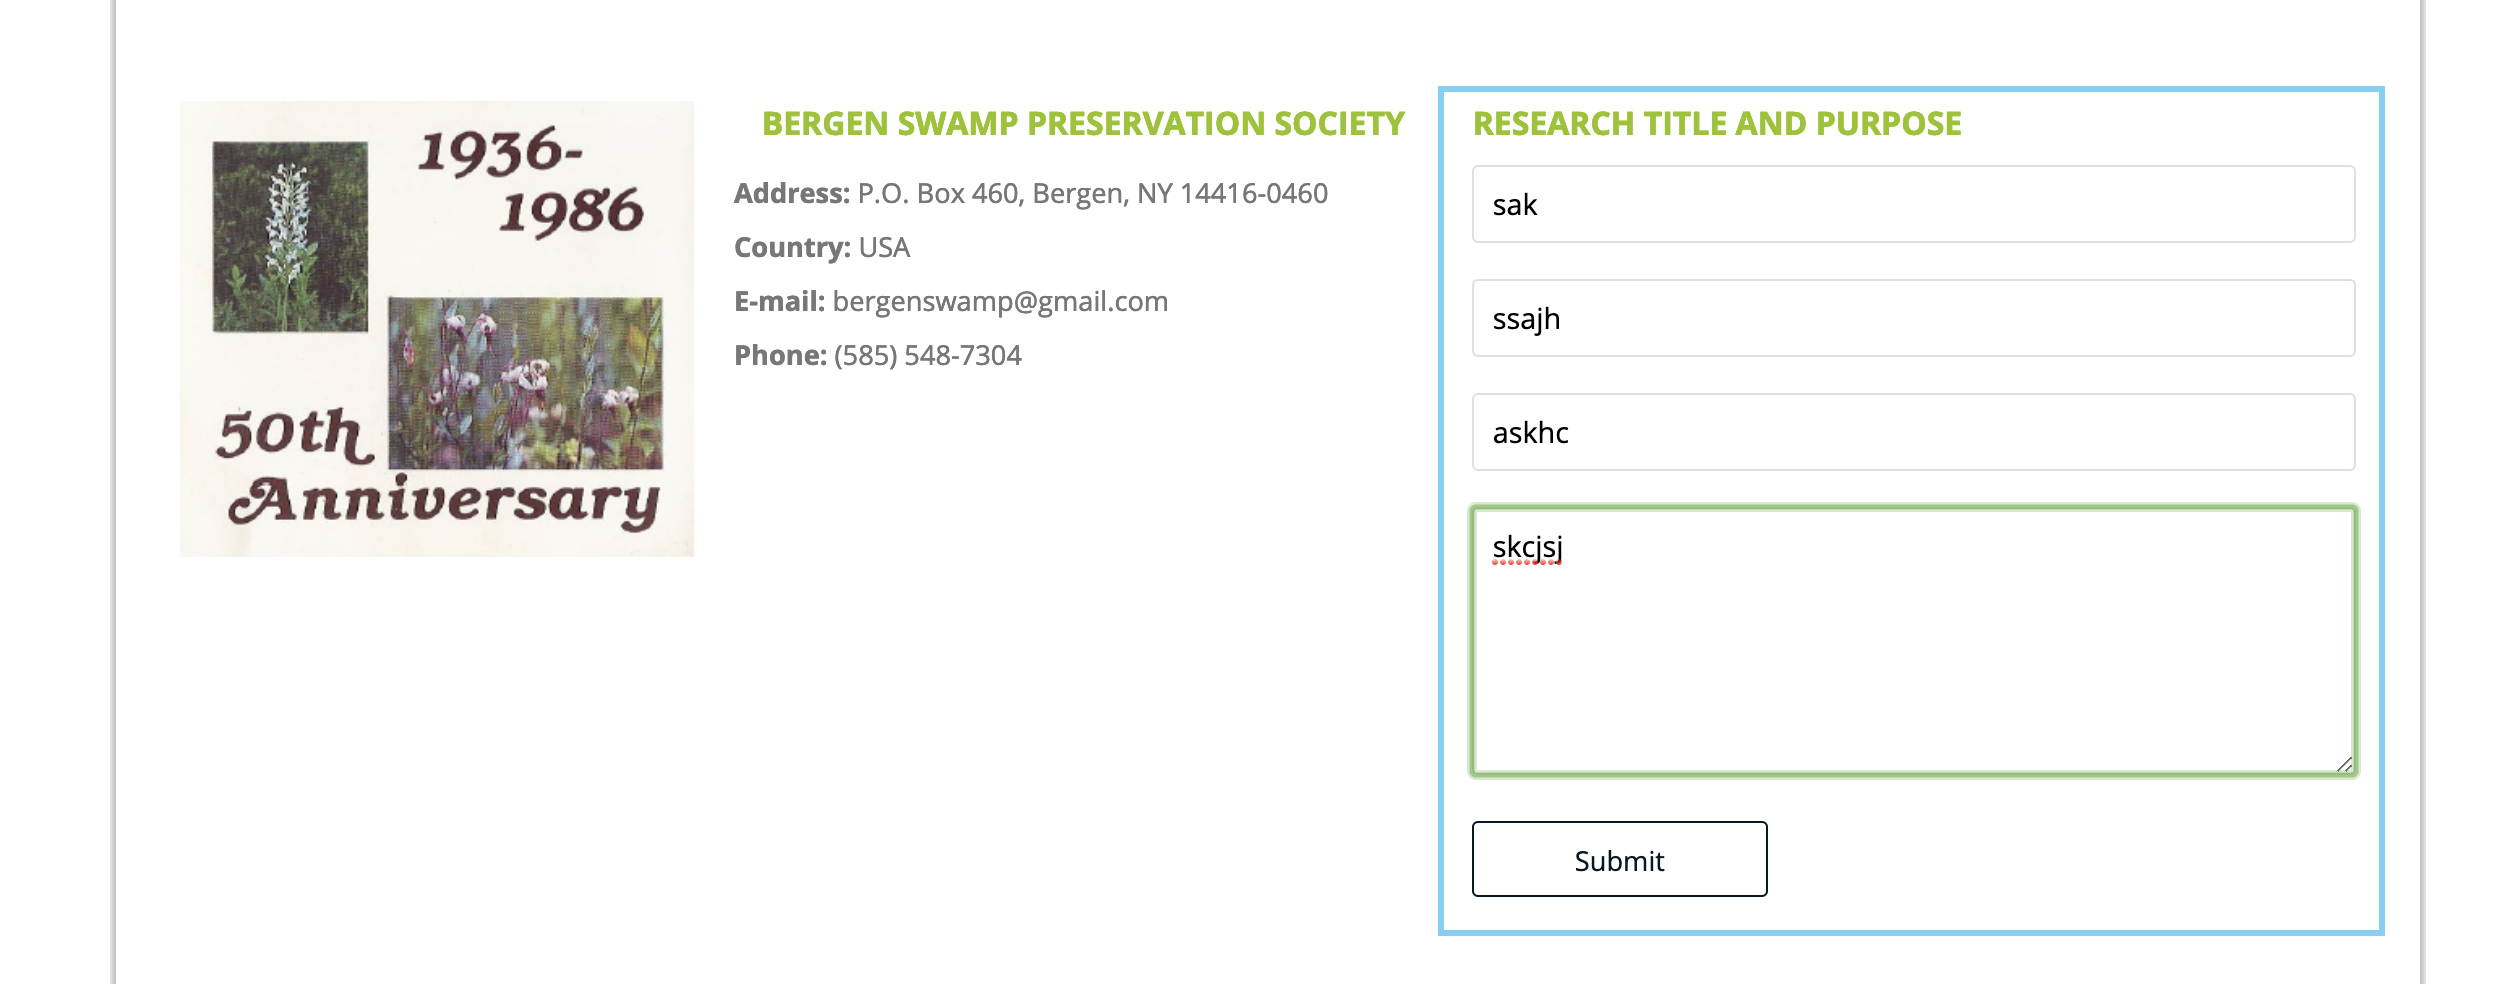 1936-
1986
50th
Anniversary
BERGEN SWAMP PRESERVATION SOCIETY
Address: P.O. Box 460, Bergen, NY 14416-0460
Country: USA
E-mail: bergenswamp@gmail.com
Phone: (585) 548-7304
RESEARCH TITLE AND PURPOSE
sak
ssajh
askhc
skcjsj
Submit